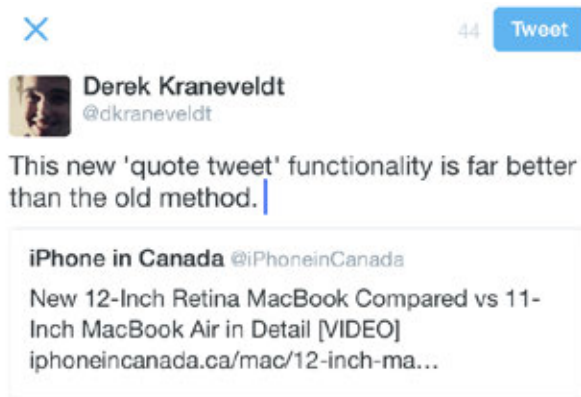 44 Tweet
Derek Kraneveldt
@dkraneveldt
This new 'quote tweet' functionality is far better
than the old method.
iPhone in Canada @iPhoneinCanada
New 12-Inch Retina MacBook Compared vs 11-
Inch MacBook Air in Detail [VIDEO]
iphoneincanada.ca/mac/12-inch-ma...